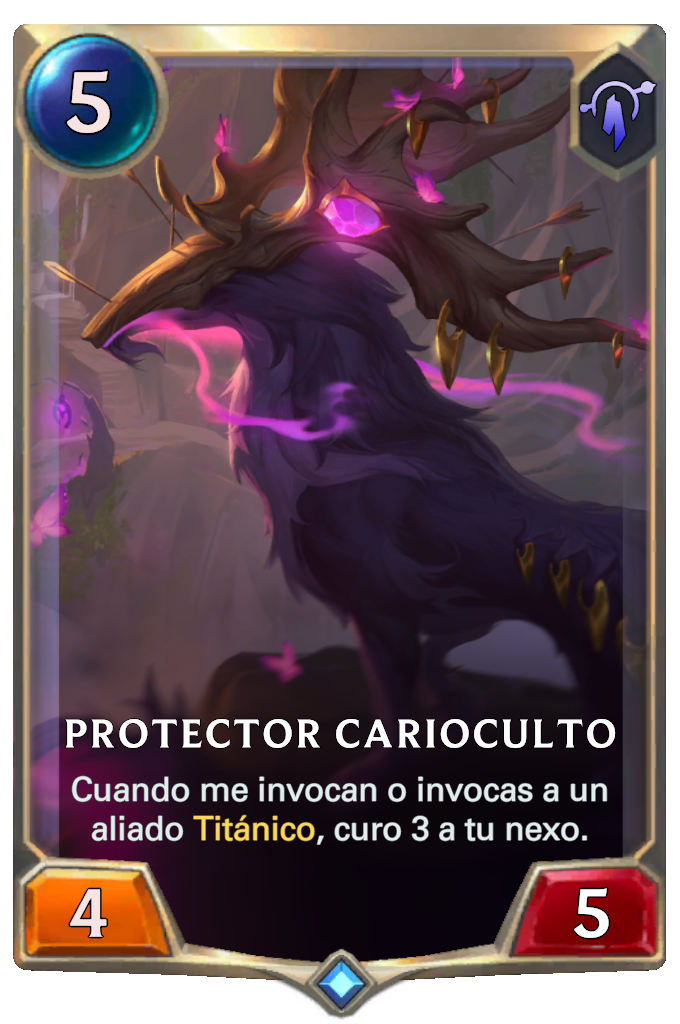 5
PROTECTOR CARIOCULTO
Cuando me invocan o invocas a un
aliado Titánico, curo 3 a tu nexo.
4
5